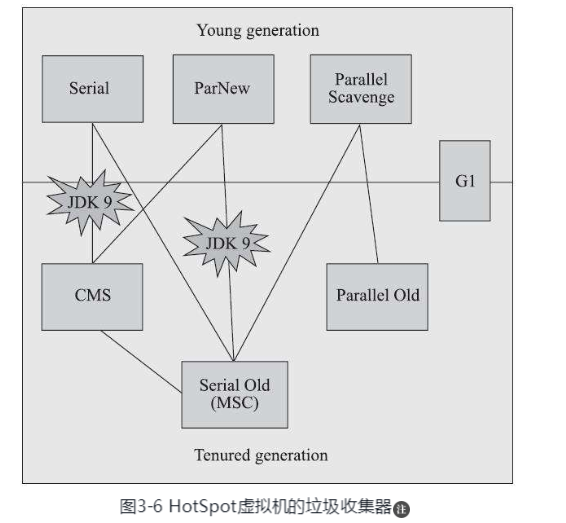 Young generation
Serial
ParNew
Parallel
Scavenge
G1
JDK 9
JDK 9
CMS
Parallel Old
Serial Old
(MSC)
Tenured generation
图3-6 HotSpot虚拟机的垃圾收集器注